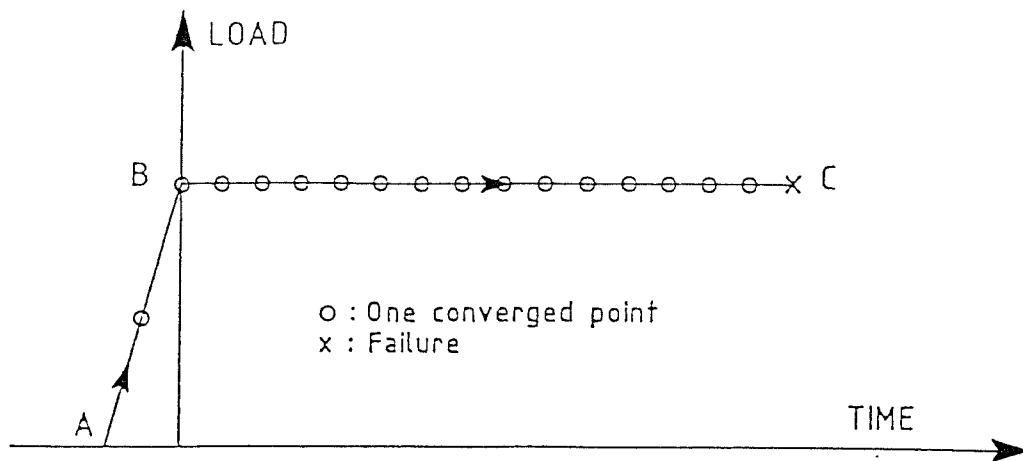 LOAD
B
C
o : One converged point
x : Failure
A
TIME